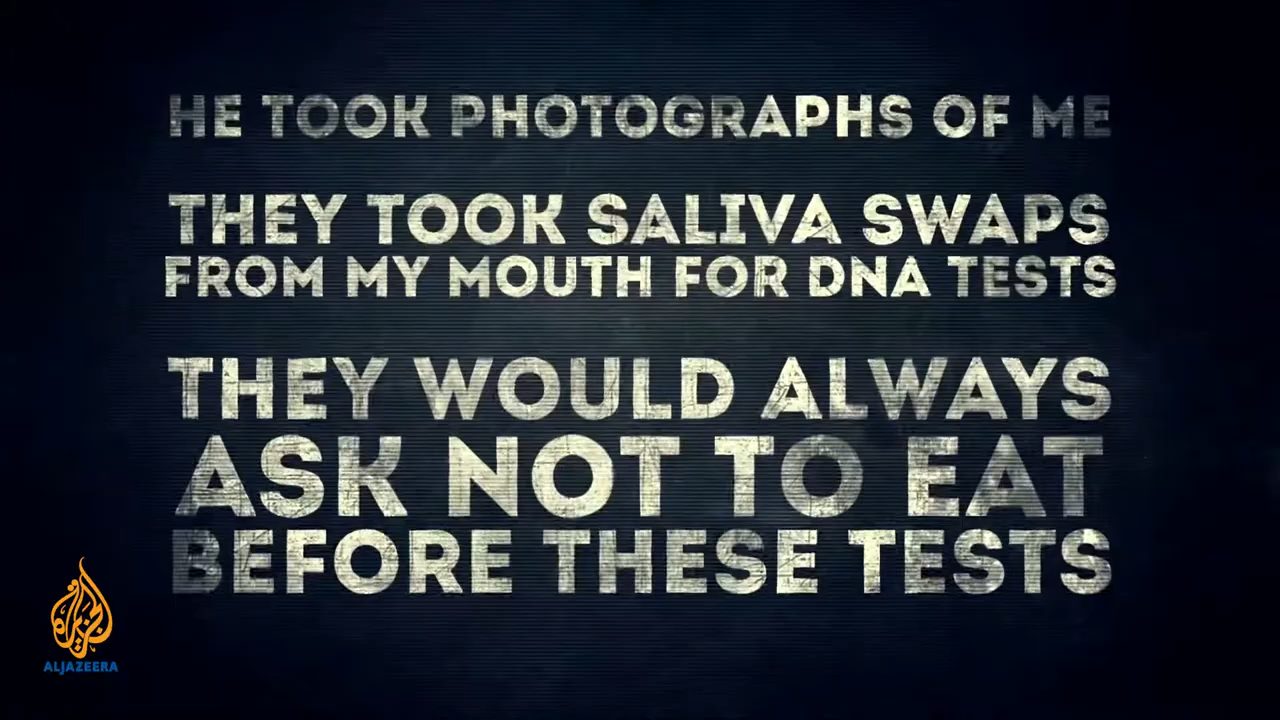 HE TOOK PHOTOGRAPHS OF ME
THEY TOOK SALIVA SWAPS
FROM MY MOUTH FOR DNA TESTS
THEY WOULD ALWAYS
ASK NOT TO EAT
BEFORE THESE TESTS
الجزيرة
ALJAZEERA